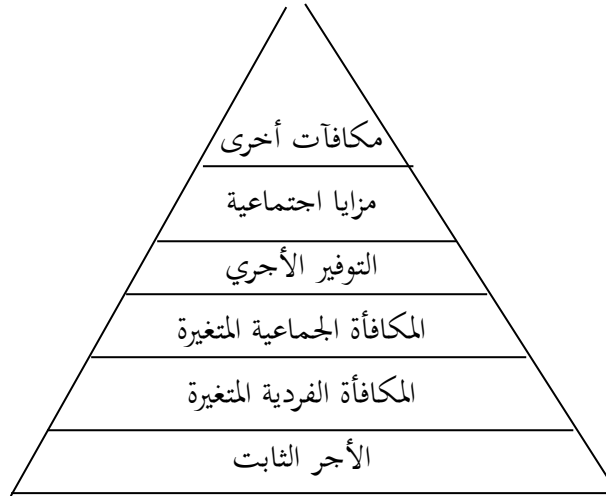 مكافآت أخرى
مزايا اجتماعية
التوفير الأجري
المكافأة الجماعية المتغيرة
المكافأة الفردية المتغيرة
الأجر الثابت